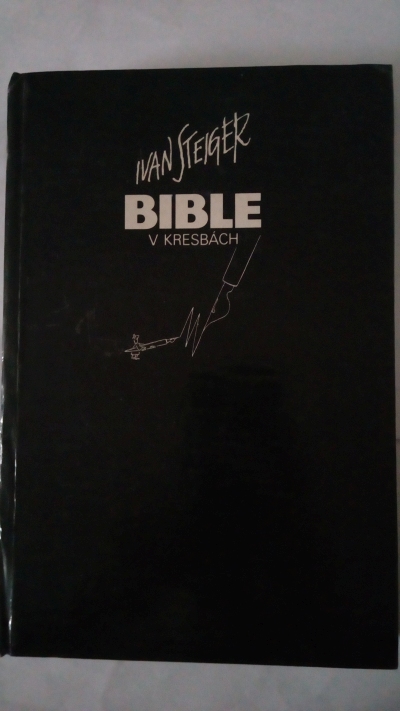 IVAN STEIGER
BIBLE
V KRESBÁCH